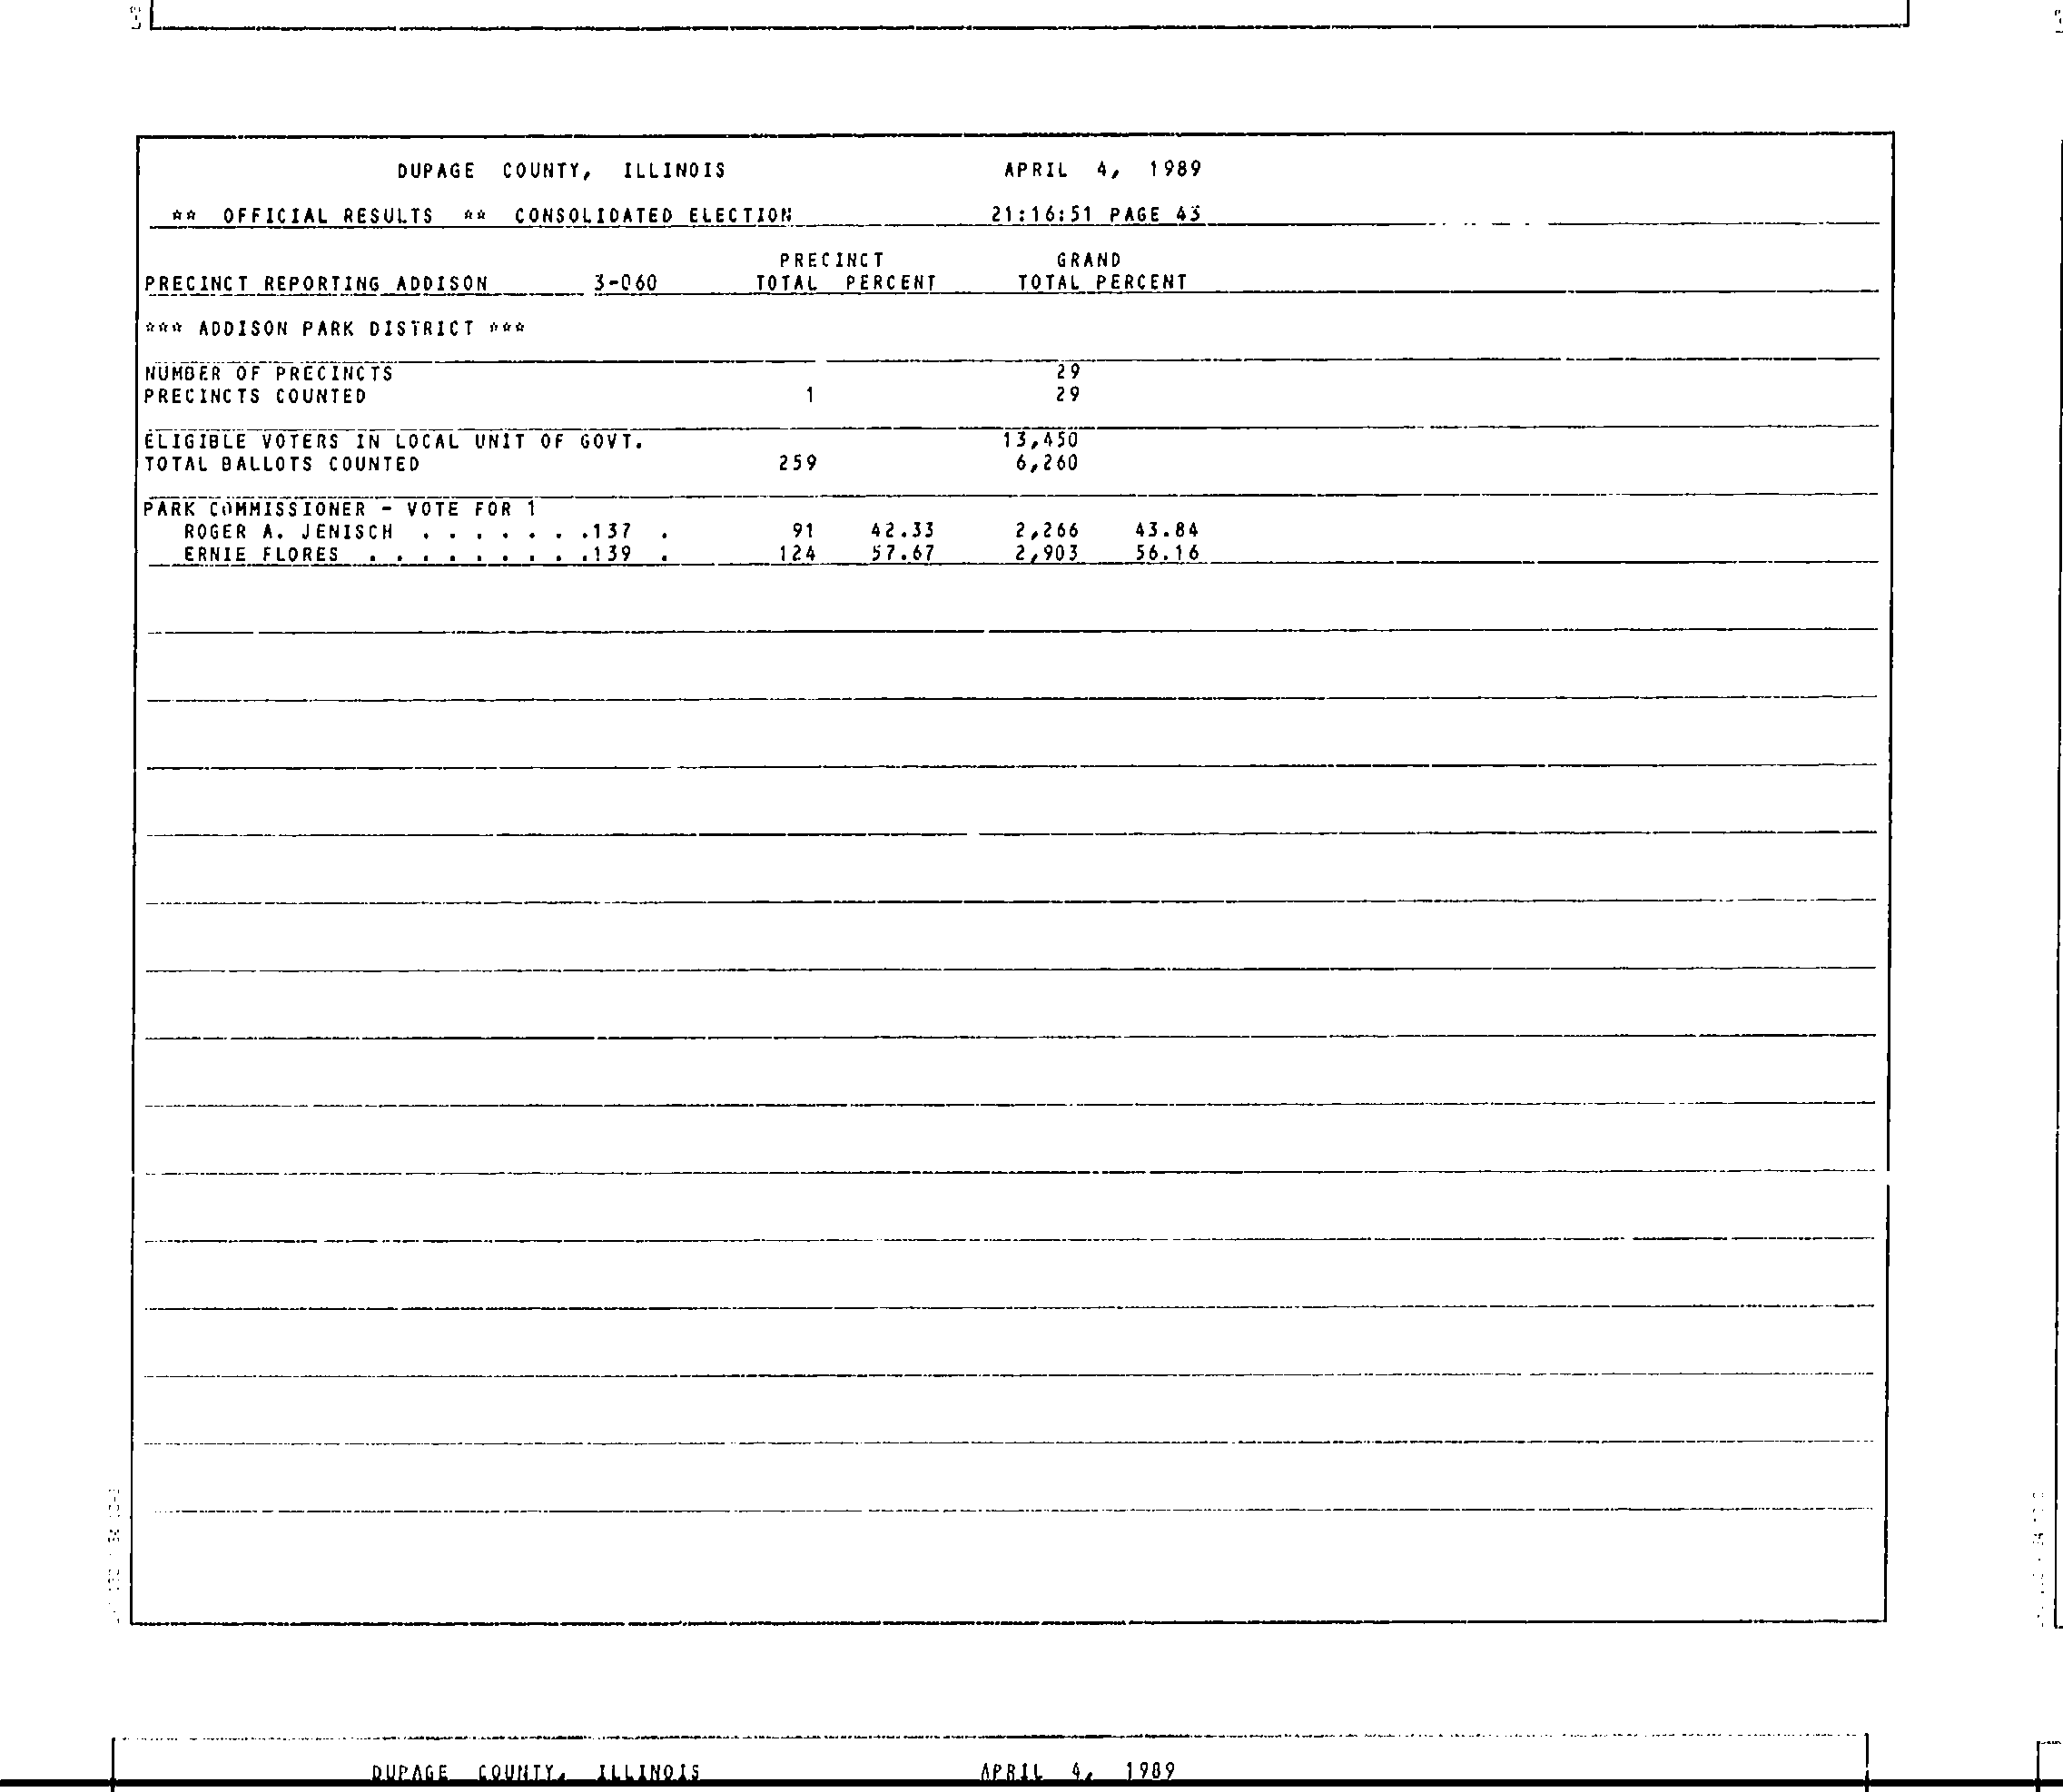 DUPAGE COUNTY, ILLINOIS APRIL 4, 1989
** OFFICIAL RESULTS ** CONSOLIDATED ELECTION 21:16:51 PAGE 43
PRECINCT GRAND
PRECINCT REPORTING ADDISON 3-060 TOTAL PERCENT TOTAL PERCENT
*** ADDISON PARK DISTRICT ***
NUMBER OF PRECINCTS 29
PRECINCTS COUNTED 1 29
ELIGIBLE VOTERS IN LOCAL UNIT OF GOVT. 13,450
TOTAL BALLOTS COUNTED 259 6,260
PARK COMMISSIONER - VOTE FOR 1
ROGER A. JENISCH . . . . . . .137 . 91 42.33 2,266 43.84
ERNIE FLORES . . . . . . . . .139 . 124 57.67 2,903 56.16
DUPAGE COUNTY, ILLINOIS APRIL 4, 1989